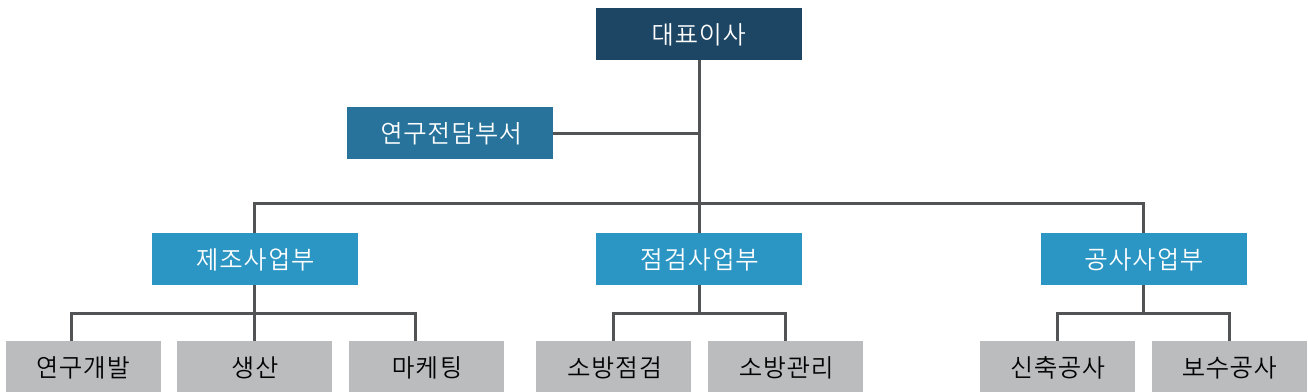 대표이사
연구전담부서
제조사업부
점검사업부
공사사업부
연구개발
생산
마케팅
소방점검
소방관리
신축공사
보수공사